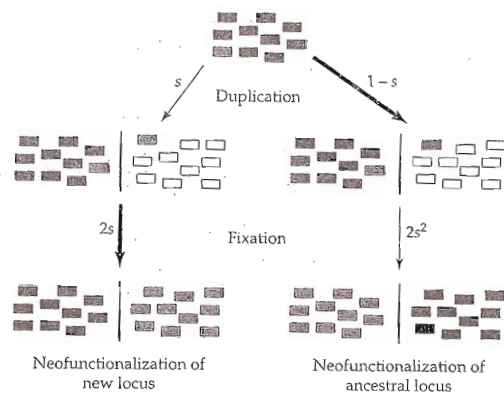 s
1 – s
Duplication
2s
Fixation
2s²
Neofunctionalization of
new locus
Neofunctionalization of
ancestral locus